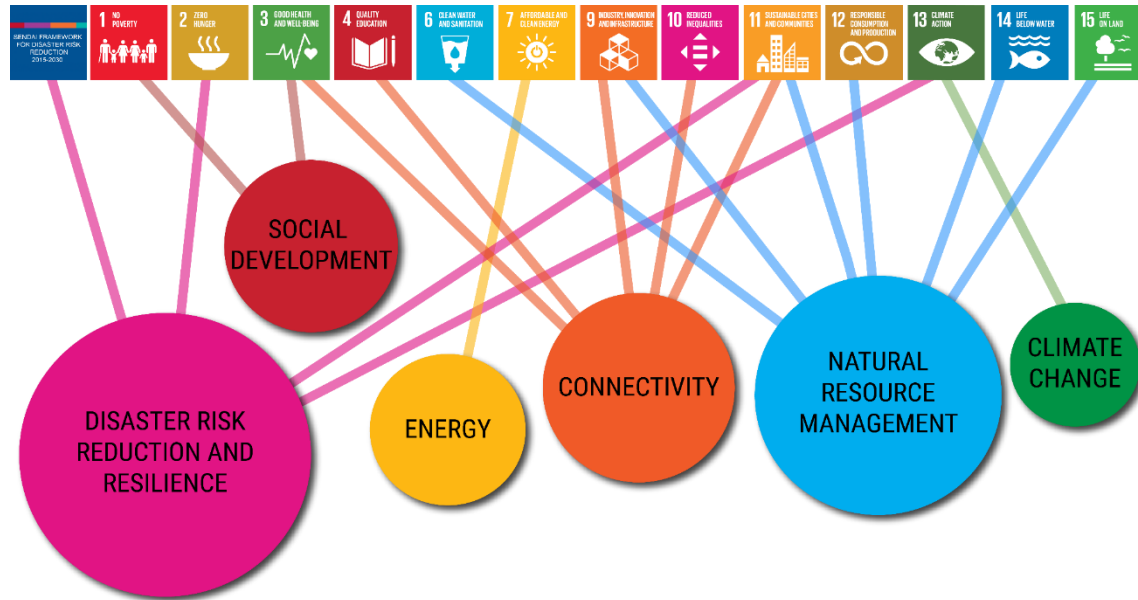 SENDAI FRAMEWORK
FOR DISASTER RISK
REDUCTION
2015-2030
1 NO
POVERTY
2 ZERO
HUNGER
3 GOOD HEALTH
AND WELL-BEING
4 QUALITY
EDUCATION
6 CLEAN WATER
AND SANITATION
7 AFFORDABLE AND
CLEAN ENERGY
9 INDUSTRY, INNOVATION
AND INFRASTRUCTURE
10 REDUCED
INEQUALITIES
11 SUSTAINABLE CITIES
AND COMMUNITIES
12 RESPONSIBLE
CONSUMPTION
AND PRODUCTION
13 CLIMATE
ACTION
14 LIFE
BELOW WATER
15 LIFE
ON LAND
SOCIAL
DEVELOPMENT
DISASTER RISK
REDUCTION AND
RESILIENCE
ENERGY
CONNECTIVITY
NATURAL
RESOURCE
MANAGEMENT
CLIMATE
CHANGE